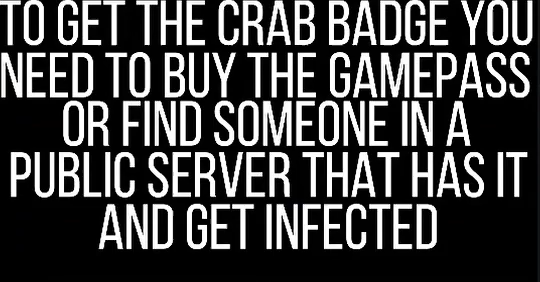 TO GET THE CRAB BADGE YOU
NEED TO BUY THE GAMEPASS
OR FIND SOMEONE IN A
PUBLIC SERVER THAT HAS IT
AND GET INFECTED